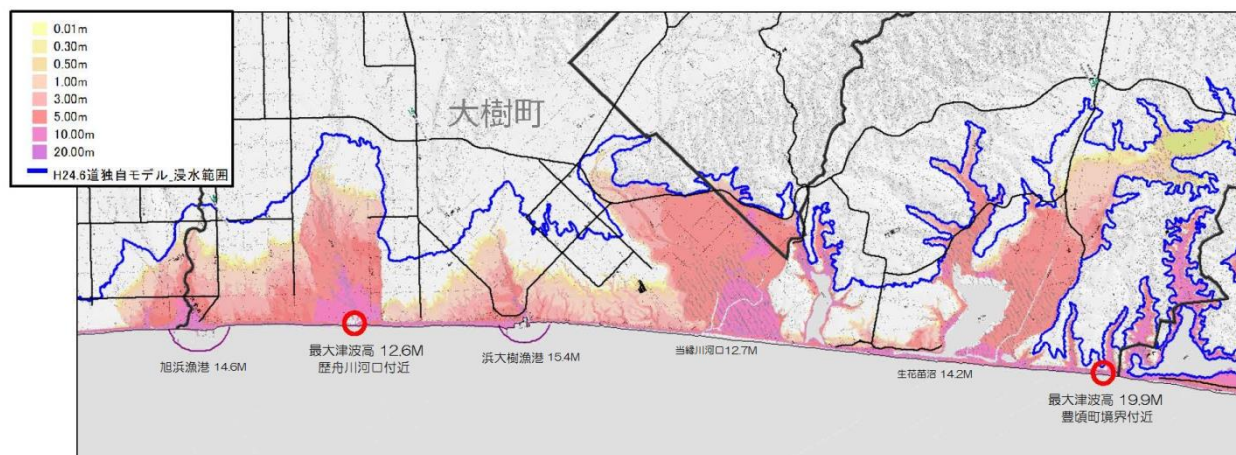 0.01m
0.30m
0.50m
1.00m
3.00m
5.00m
10.00m
20.00m
H24.6道独自モデル_浸水範囲
大樹町
旭浜漁港 14.6M
最大津波高 12.6M
歴舟川河口付近
浜大樹漁港 15.4M
当縁川河口12.7M
生花苗沼 14.2M
最大津波高 19.9M
豊頃町境界付近